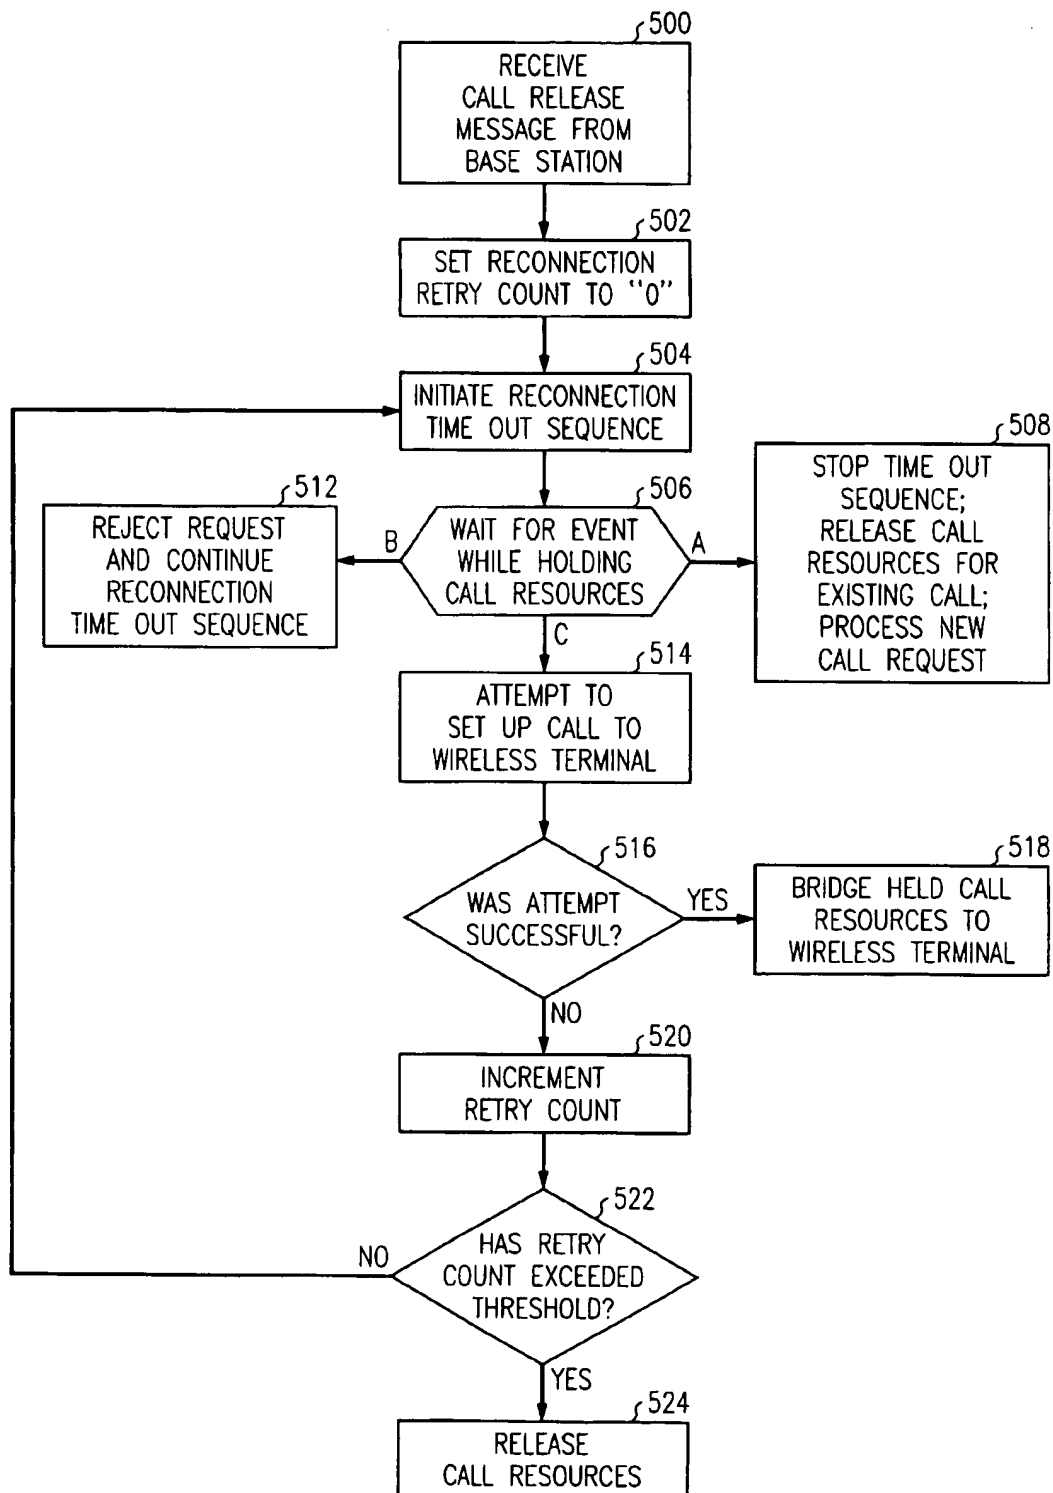 500
RECEIVE
CALL RELEASE
MESSAGE FROM
BASE STATION
502
SET RECONNECTION
RETRY COUNT TO "0"
504
INITIATE RECONNECTION
TIME OUT SEQUENCE
506
WAIT FOR EVENT
WHILE HOLDING
CALL RESOURCES
A
508
STOP TIME OUT
SEQUENCE;
RELEASE CALL
RESOURCES FOR
EXISTING CALL;
PROCESS NEW
CALL REQUEST
B
512
REJECT REQUEST
AND CONTINUE
RECONNECTION
TIME OUT SEQUENCE
C
514
ATTEMPT TO
SET UP CALL TO
WIRELESS TERMINAL
516
WAS ATTEMPT
SUCCESSFUL?
YES
518
BRIDGE HELD CALL
RESOURCES TO
WIRELESS TERMINAL
NO
520
INCREMENT
RETRY COUNT
522
HAS RETRY
COUNT EXCEEDED
THRESHOLD?
NO
YES
524
RELEASE
CALL RESOURCES